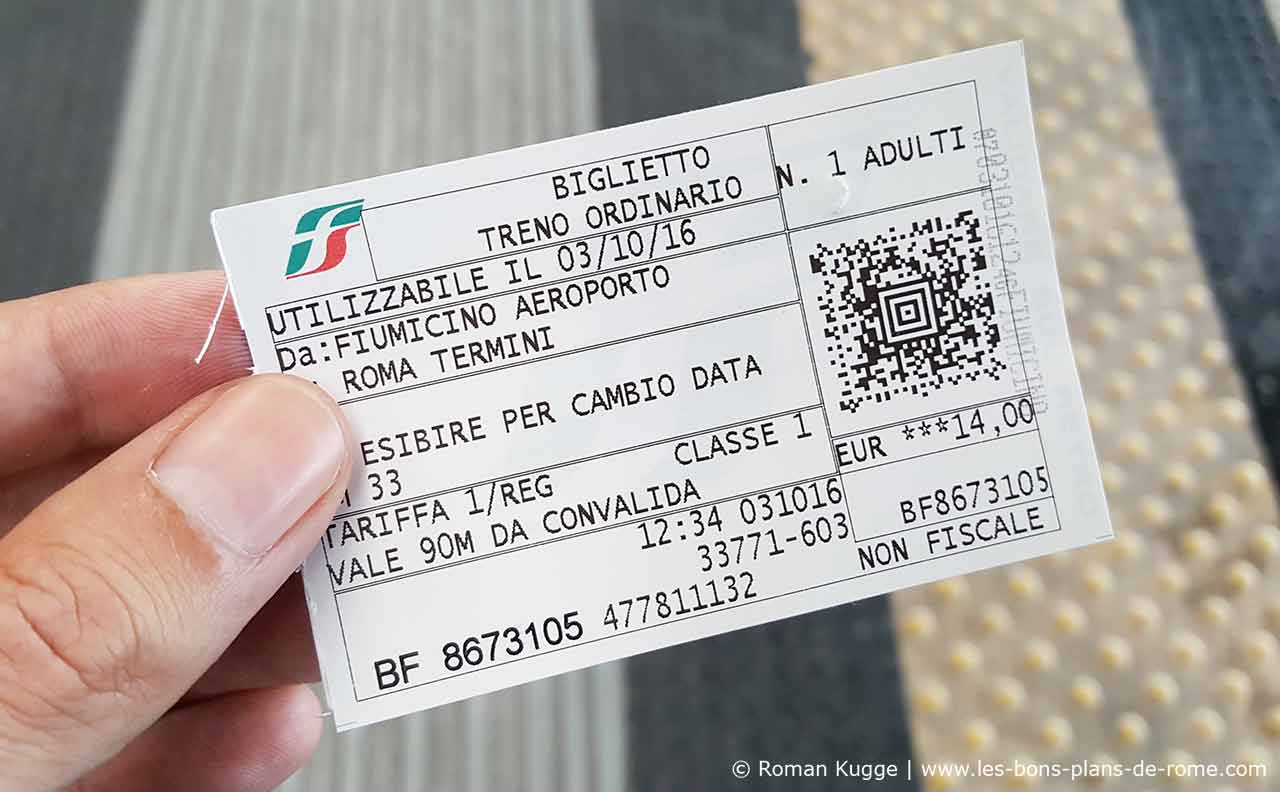 BIGLIETTO
TRENO ORDINARIO
N. 1 ADULTI
UTILIZZABILE IL 03/10/16
Da:FIUMICINO AEROPORTO
ROMA TERMINI
ESIBIRE PER CAMBIO DATA
33
CLASSE 1
TARIFFA 1/REG
VALE 90M DA CONVALIDA
12:34 031016
33771-603
BF 8673105 477811132
EUR ***14,00
BF8673105
NON FISCALE
© Roman Kugge | www.les-bons-plans-de-rome.com